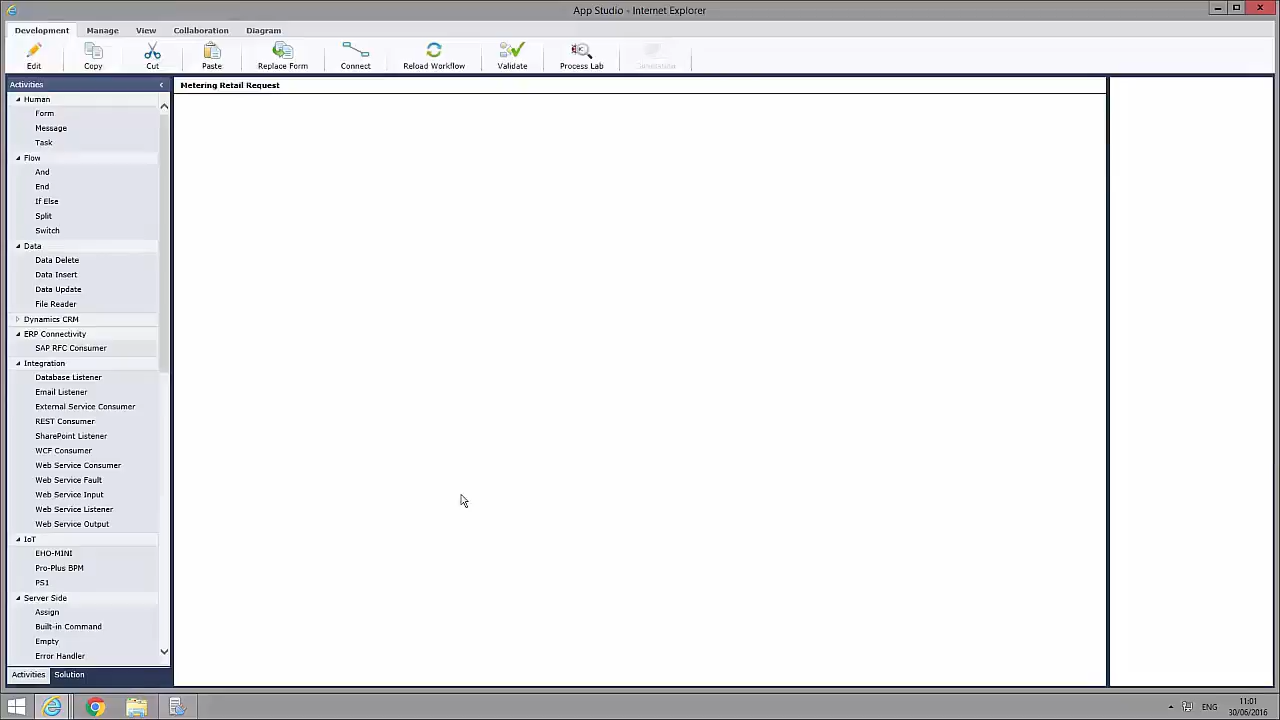 App Studio - Internet Explorer
Development Manage View Collaboration Diagram
Edit Copy Cut Paste Replace Form Connect Reload Workflow Validate Process Lab
Activities
Metering Retail Request
Human
Form
Message
Task
Flow
And
End
If Else
Split
Switch
Data
Data Delete
Data Insert
Data Update
File Reader
Dynamics CRM
ERP Connectivity
SAP RFC Consumer
Integration
Database Listener
Email Listener
External Service Consumer
REST Consumer
SharePoint Listener
WCF Consumer
Web Service Consumer
Web Service Fault
Web Service Input
Web Service Listener
Web Service Output
IoT
EHO-MINI
Pro-Plus BPM
PS1
Server Side
Assign
Built-in Command
Empty
Error Handler
Activities Solution
ENG
11:01
30/06/2016